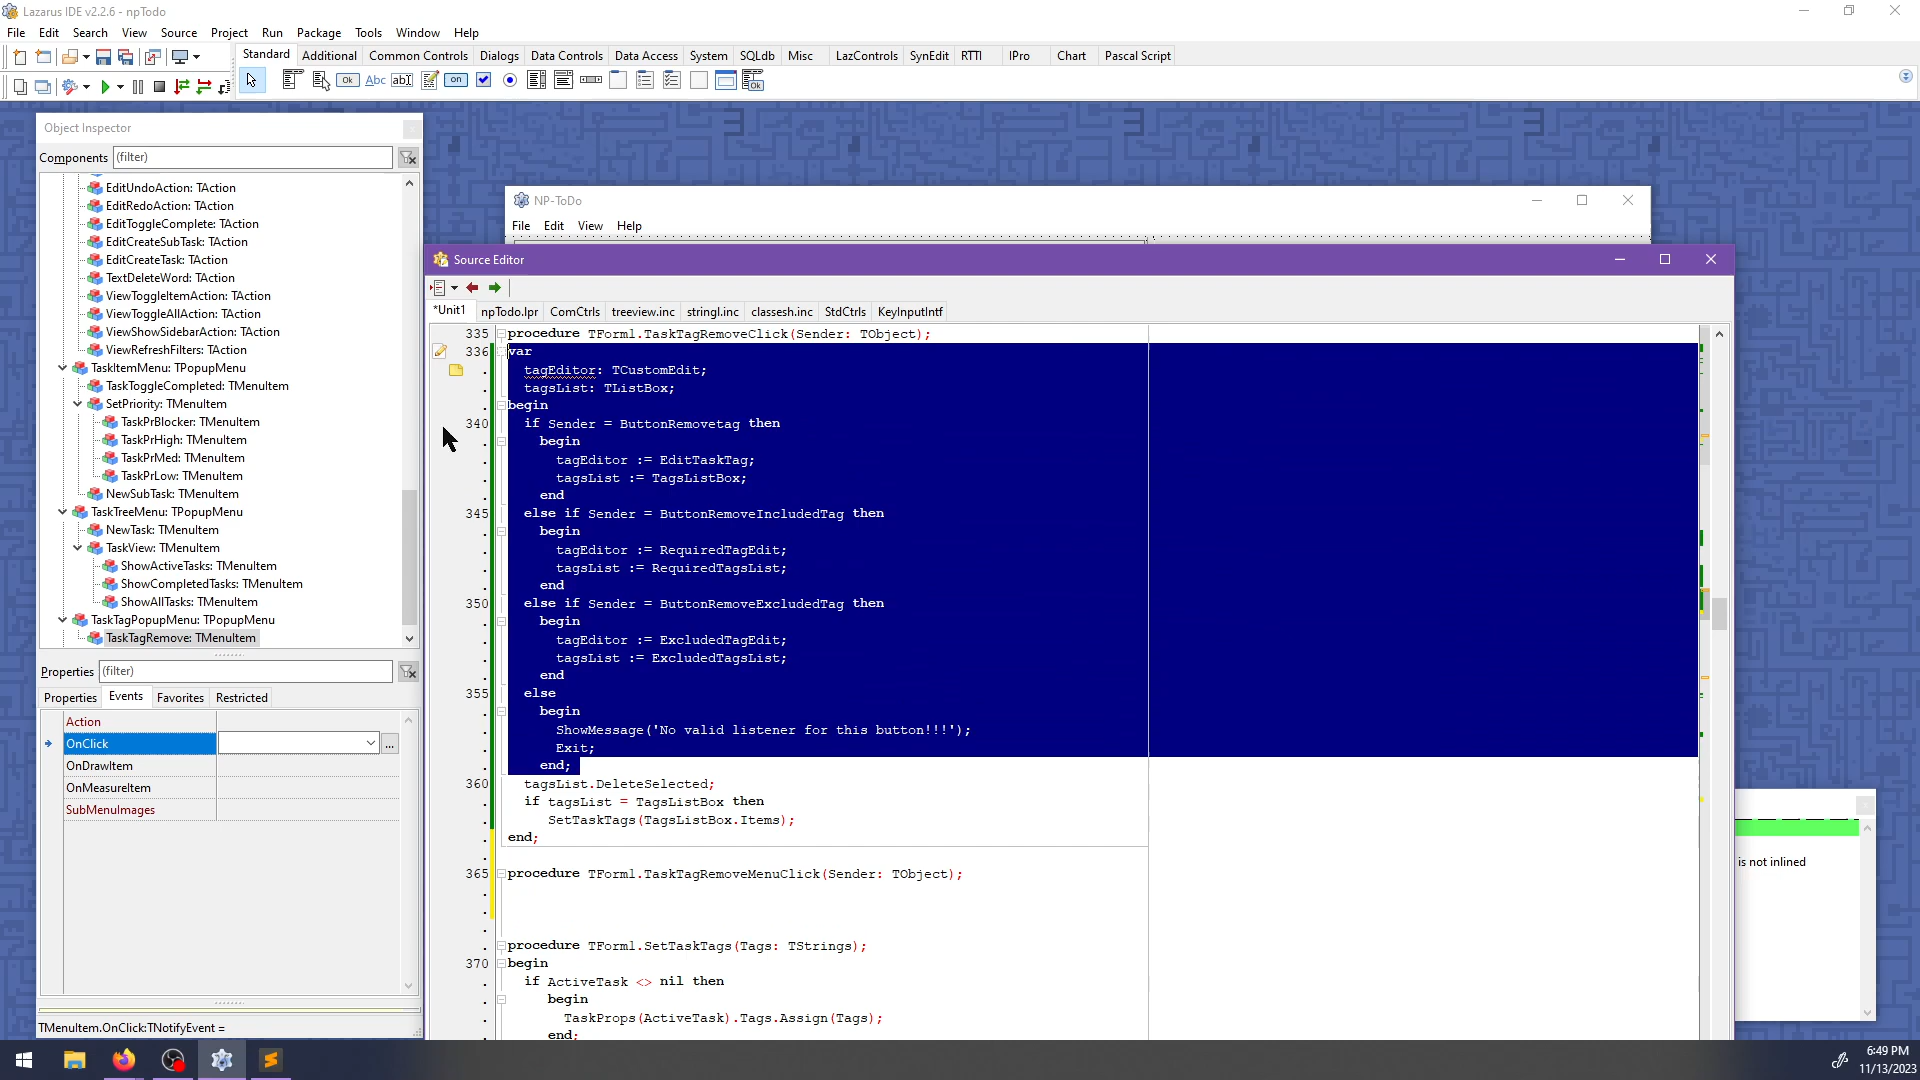 Lazarus IDE v2.2.6 - npTodo
File Edit Search View Source Project Run Package Tools Window Help
Standard Additional Common Controls Dialogs Data Controls Data Access System SQLdb Misc LazControls SynEdit RTTI IPro Chart Pascal Script
Ok Abc abI on Ok
Object Inspector
Components (filter)
EditUndoAction: TAction
EditRedoAction: TAction
EditToggleComplete: TAction
EditCreateSubTask: TAction
EditCreateTask: TAction
TextDeleteWord: TAction
ViewToggleItemAction: TAction
ViewToggleAllAction: TAction
ViewShowSidebarAction: TAction
ViewRefreshFilters: TAction
TaskItemMenu: TPopupMenu
TaskToggleCompleted: TMenuItem
SetPriority: TMenuItem
TaskPrBlocker: TMenuItem
TaskPrHigh: TMenuItem
TaskPrMed: TMenuItem
TaskPrLow: TMenuItem
NewSubTask: TMenuItem
TaskTreeMenu: TPopupMenu
NewTask: TMenuItem
TaskView: TMenuItem
ShowActiveTasks: TMenuItem
ShowCompletedTasks: TMenuItem
ShowAllTasks: TMenuItem
TaskTagPopupMenu: TPopupMenu
TaskTagRemove: TMenuItem
Properties (filter)
Properties Events Favorites Restricted
Action
OnClick ...
OnDrawItem
OnMeasureItem
SubMenuImages
TMenuItem.OnClick:TNotifyEvent =
NP-ToDo
File Edit View Help
Source Editor
*Unit1 npTodo.lpr ComCtrls treeview.inc stringl.inc classesh.inc StdCtrls KeyInputIntf
335 procedure TForm1.TaskTagRemoveClick(Sender: TObject);
336 var
tagEditor: TCustomEdit;
tagsList: TListBox;
begin
340 if Sender = ButtonRemovetag then
begin
tagEditor := EditTaskTag;
tagsList := TagsListBox;
end
345 else if Sender = ButtonRemoveIncludedTag then
begin
tagEditor := RequiredTagEdit;
tagsList := RequiredTagsList;
end
350 else if Sender = ButtonRemoveExcludedTag then
begin
tagEditor := ExcludedTagEdit;
tagsList := ExcludedTagsList;
end
355 else
begin
ShowMessage('No valid listener for this button!!!');
Exit;
end;
360 tagsList.DeleteSelected;
if tagsList = TagsListBox then
SetTaskTags(TagsListBox.Items);
end;
365 procedure TForm1.TaskTagRemoveMenuClick(Sender: TObject);
procedure TForm1.SetTaskTags(Tags: TStrings);
370 begin
if ActiveTask <> nil then
begin
TaskProps(ActiveTask).Tags.Assign(Tags);
end;
is not inlined
6:49 PM
11/13/2023